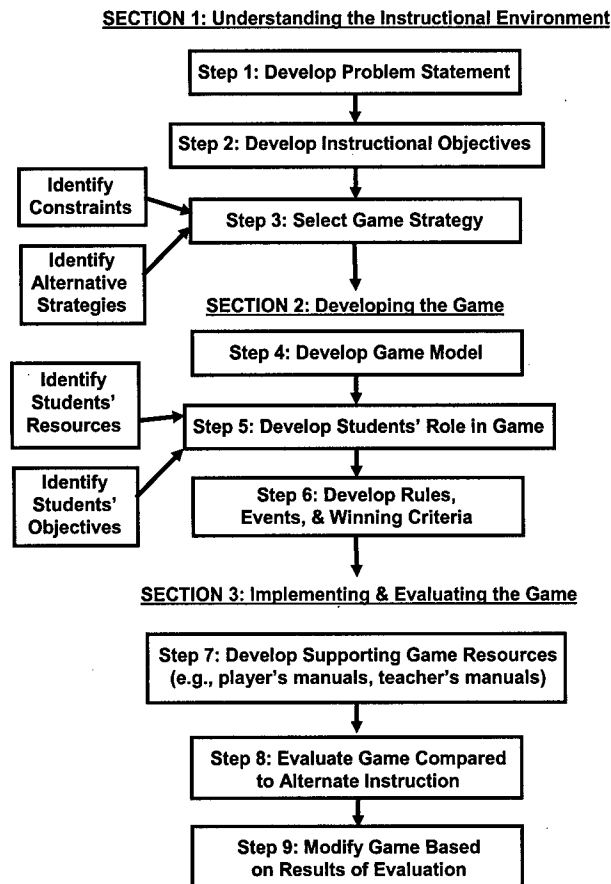 SECTION 1: Understanding the Instructional Environment
Step 1: Develop Problem Statement
Step 2: Develop Instructional Objectives
Identify
Constraints
Step 3: Select Game Strategy
Identify
Alternative
Strategies
SECTION 2: Developing the Game
Step 4: Develop Game Model
Identify
Students'
Resources
Step 5: Develop Students' Role in Game
Identify
Students'
Objectives
Step 6: Develop Rules,
Events, & Winning Criteria
SECTION 3: Implementing & Evaluating the Game
Step 7: Develop Supporting Game Resources
(e.g., player's manuals, teacher's manuals)
Step 8: Evaluate Game Compared
to Alternate Instruction
Step 9: Modify Game Based
on Results of Evaluation